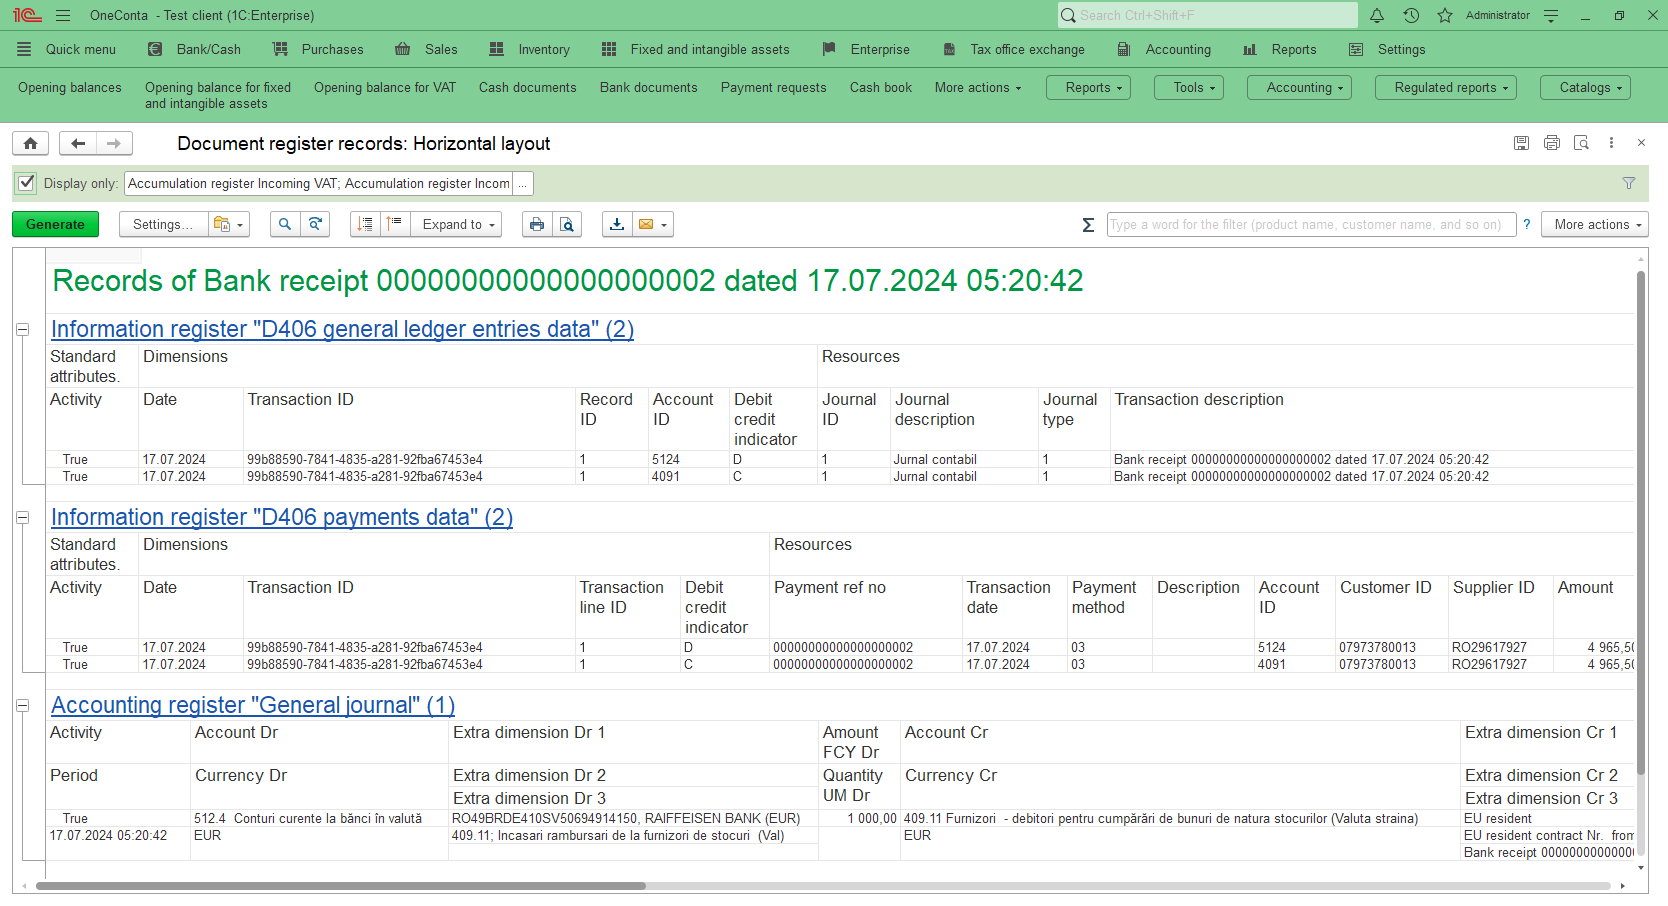 OneConta - Test client (1C:Enterprise)
Search Ctrl+Shift+F
Administrator
Quick menu
Bank/Cash
Purchases
Sales
Inventory
Fixed and intangible assets
Enterprise
Tax office exchange
Accounting
Reports
Settings
Opening balances
Opening balance for fixed
and intangible assets
Opening balance for VAT
Cash documents
Bank documents
Payment requests
Cash book
More actions
Reports
Tools
Accounting
Regulated reports
Catalogs
Document register records: Horizontal layout
Display only:
Accumulation register Incoming VAT; Accumulation register Incom
...
Generate
Settings...
Expand to
Σ
Type a word for the filter (product name, customer name, and so on)
?
More actions
Records of Bank receipt 00000000000000000002 dated 17.07.2024 05:20:42
Information register "D406 general ledger entries data" (2)
Standard
attributes.
Dimensions
Resources
Activity
Date
Transaction ID
Record
ID
Account
ID
Debit
credit
indicator
Journal
ID
Journal
description
Journal
type
Transaction description
True 17.07.2024 99b88590-7841-4835-a281-92fba67453e4 1 5124 D 1 Jurnal contabil 1 Bank receipt 00000000000000000002 dated 17.07.2024 05:20:42
True 17.07.2024 99b88590-7841-4835-a281-92fba67453e4 1 4091 C 1 Jurnal contabil 1 Bank receipt 00000000000000000002 dated 17.07.2024 05:20:42
Information register "D406 payments data" (2)
Standard
attributes.
Dimensions
Resources
Activity
Date
Transaction ID
Transaction
line ID
Debit
credit
indicator
Payment ref no
Transaction
date
Payment
method
Description
Account
ID
Customer ID
Supplier ID
Amount
True 17.07.2024 99b88590-7841-4835-a281-92fba67453e4 1 D 00000000000000000002 17.07.2024 03 5124 07973780013 RO29617927 4 965,50
True 17.07.2024 99b88590-7841-4835-a281-92fba67453e4 1 C 00000000000000000002 17.07.2024 03 4091 07973780013 RO29617927 4 965,50
Accounting register "General journal" (1)
Activity
Account Dr
Extra dimension Dr 1
Amount
FCY Dr
Account Cr
Extra dimension Cr 1
Period
Currency Dr
Extra dimension Dr 2
Quantity
UM Dr
Currency Cr
Extra dimension Cr 2
Extra dimension Dr 3
Extra dimension Cr 3
True 512.4 Conturi curente la bănci în valută RO49BRDE410SV50694914150, RAIFFEISEN BANK (EUR) 1 000,00 409.11 Furnizori - debitori pentru cumpărări de bunuri de natura stocurilor (Valuta straina) EU resident
17.07.2024 05:20:42 EUR 409.11; Incasari rambursari de la furnizori de stocuri (Val) EUR EU resident contract Nr. from
Bank receipt 0000000000000